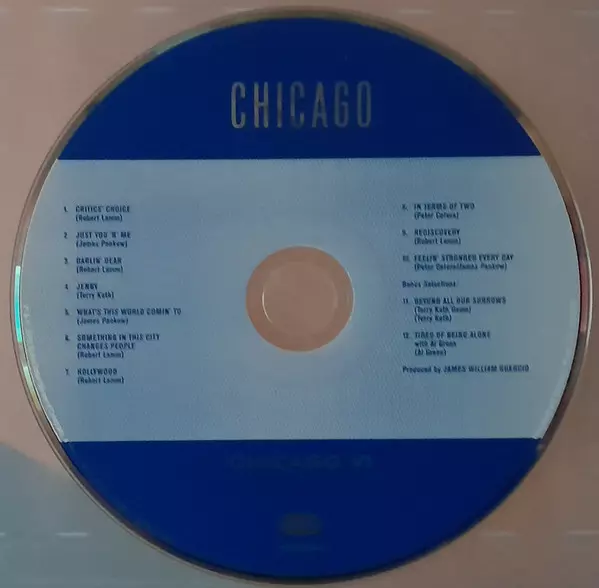 CHICAGO
1. CRITICS' CHOICE
(Robert Lamm)
2. JUST YOU 'N' ME
(James Pankow)
3. DARLIN' DEAR
(Robert Lamm)
4. JENNY
(Terry Kath)
5. WHAT'S THIS WORLD COMIN' TO
(James Pankow)
6. SOMETHING IN THIS CITY
CHANGES PEOPLE
(Robert Lamm)
7. HOLLYWOOD
(Robert Lamm)
8. IN TERMS OF TWO
(Peter Cetera)
9. REDISCOVERY
(Robert Lamm)
10. FEELIN' STRONGER EVERY DAY
(Peter Cetera/James Pankow)
Bonus Selections:
11. BEYOND ALL OUR SORROWS
(Terry Kath Demo)
(Terry Kath)
12. TIRED OF BEING ALONE
with Al Green
(Al Green)
Produced by JAMES WILLIAM GUERCIO
CHICAGO VI